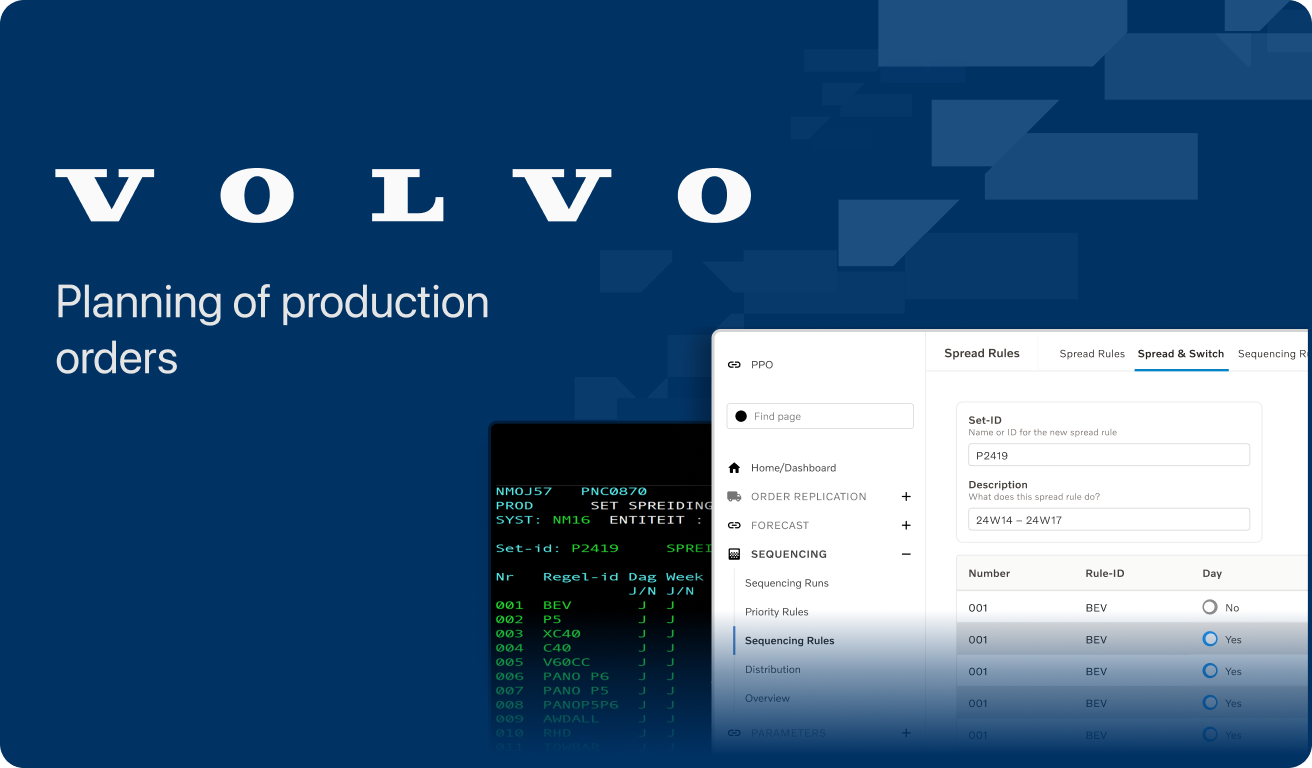 VOLVO
Planning of production
orders
NMOJ57 PNC0870
PROD SET SPREIDING
SYST: NM16 ENTITEIT :
Set-id: P2419 SPREI
Nr Regel-id Dag Week
J/N J/N
001 BEV J J
002 P5 J J
003 XC40 J J
004 C40 J J
005 V60CC J J
006 PANO P6 J J
007 PANO P5 J J
008 PANOP5P6 J J
009 AWDALL J J
010 RHD J J
011 TOWBAR J J
PPO
Find page
Home/Dashboard
ORDER REPLICATION +
FORECAST +
SEQUENCING −
Sequencing Runs
Priority Rules
Sequencing Rules
Distribution
Overview
PARAMETERS +
Spread Rules Spread Rules Spread & Switch Sequencing
Set-ID
Name or ID for the new spread rule
P2419
Description
What does this spread rule do?
24W14 – 24W17
Number Rule-ID Day
001 BEV No
001 BEV Yes
001 BEV Yes
001 BEV Yes
001 BEV Yes